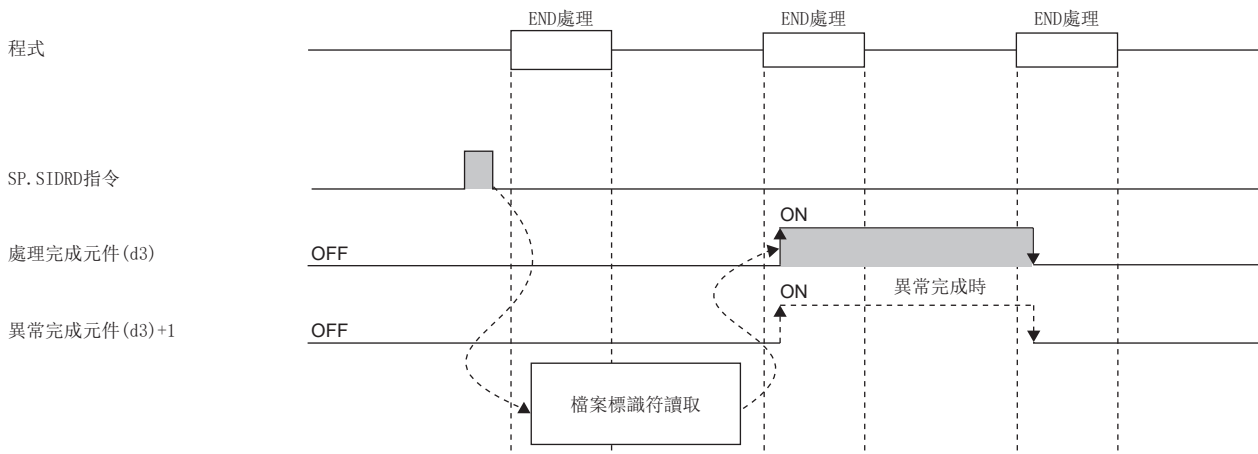 END處理 END處理 END處理
程式
SP.SIDRD指令
ON
處理完成元件(d3) OFF
ON 異常完成時
異常完成元件(d3)+1 OFF
檔案標識符讀取